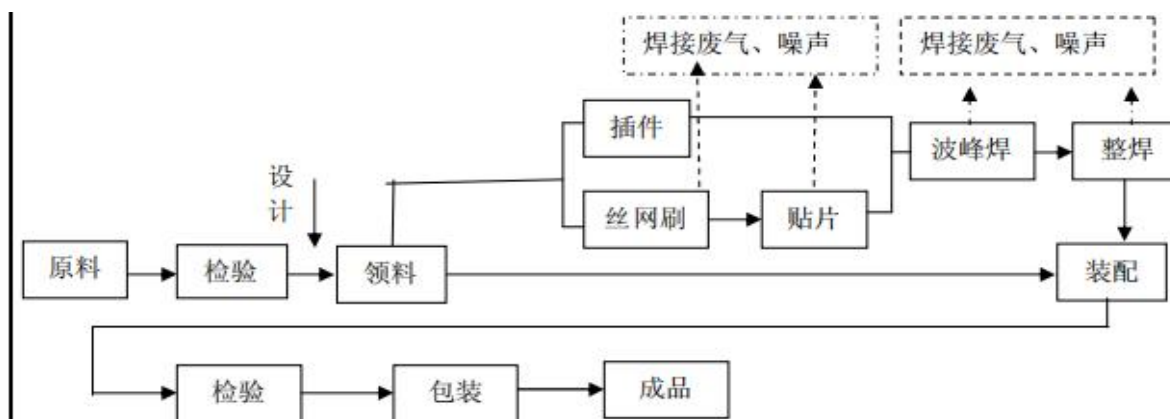 焊接废气、噪声
焊接废气、噪声
插件
波峰焊
整焊
设计
丝网刷
贴片
原料
检验
领料
装配
检验
包装
成品